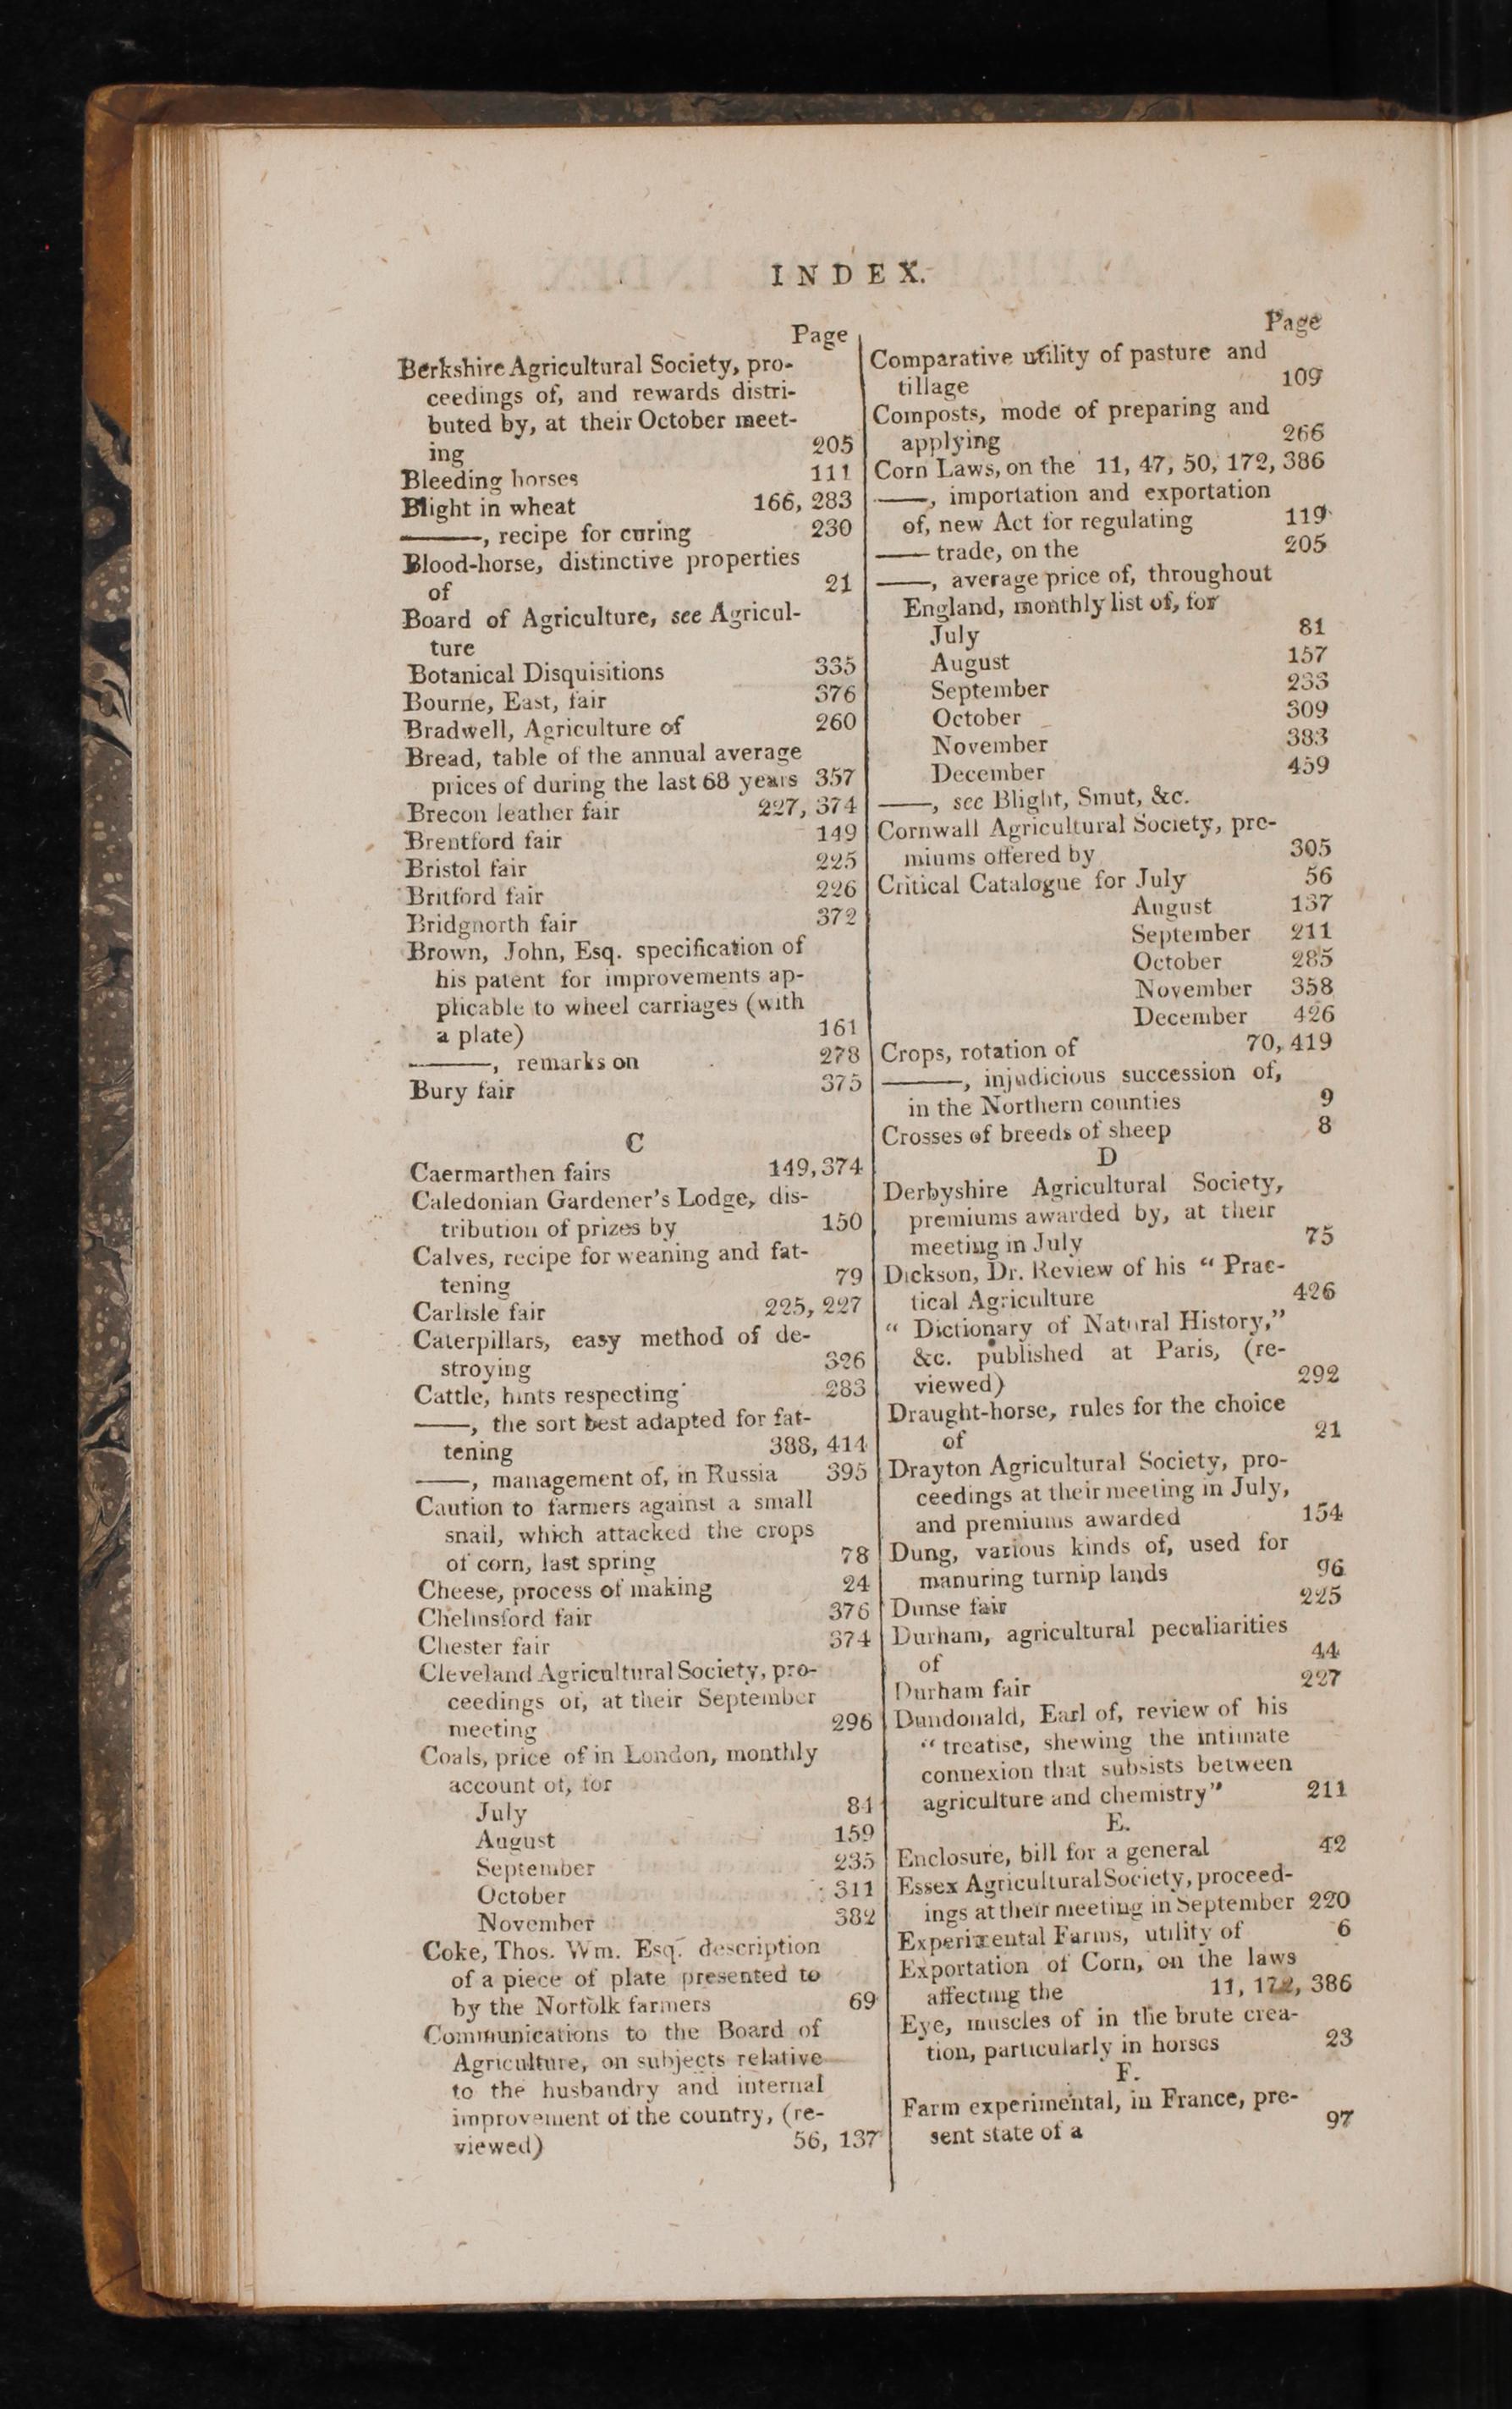 INDEX.
Page
Berkshire Agricultural Society, pro-
ceedings of, and rewards distri-
buted by, at their October meet-
ing 205
Bleeding horses 111
Blight in wheat 166, 283
———, recipe for curing 230
Blood-horse, distinctive properties
of 21
Board of Agriculture, see Agricul-
ture
Botanical Disquisitions 335
Bourne, East, fair 376
Bradwell, Agriculture of 260
Bread, table of the annual average
prices of during the last 68 years 357
Brecon leather fair 227, 374
Brentford fair 149
Bristol fair 225
Britford fair 226
Bridgnorth fair 372
Brown, John, Esq. specification of
his patent for improvements ap-
plicable to wheel carriages (with
a plate) 161
———, remarks on 278
Bury fair 375
C
Caermarthen fairs 149, 374
Caledonian Gardener's Lodge, dis-
tribution of prizes by 150
Calves, recipe for weaning and fat-
tening 79
Carlisle fair 225, 227
Caterpillars, easy method of de-
stroying 326
Cattle, hints respecting 283
——, the sort best adapted for fat-
tening 388, 414
——, management of, in Russia 395
Caution to farmers against a small
snail, which attacked the crops
of corn, last spring 78
Cheese, process of making 24
Chelmsford fair 376
Chester fair 374
Cleveland Agricultural Society, pro-
ceedings of, at their September
meeting 296
Coals, price of in London, monthly
account of, for
July 84
August 159
September 235
October 311
November 382
Coke, Thos. Wm. Esq. description
of a piece of plate presented to
by the Norfolk farmers 69
Communications to the Board of
Agriculture, on subjects relative
to the husbandry and internal
improvement of the country, (re-
viewed) 56, 137
Page
Comparative utility of pasture and
tillage 109
Composts, mode of preparing and
applying 266
Corn Laws, on the 11, 47, 50, 172, 386
——, importation and exportation
of, new Act for regulating 119
—— trade, on the 205
——, average price of, throughout
England, monthly list of, for
July 81
August 157
September 233
October 309
November 383
December 459
——, see Blight, Smut, &c.
Cornwall Agricultural Society, pre-
miums offered by 305
Critical Catalogue for July 56
August 137
September 211
October 285
November 358
December 426
Crops, rotation of 70, 419
———, injudicious succession of,
in the Northern counties 9
Crosses of breeds of sheep 8
D
Derbyshire Agricultural Society,
premiums awarded by, at their
meeting in July 75
Dickson, Dr. Review of his “ Prac-
tical Agriculture 426
“ Dictionary of Natural History,”
&c. published at Paris, (re-
viewed) 292
Draught-horse, rules for the choice
of 21
Drayton Agricultural Society, pro-
ceedings at their meeting in July,
and premiums awarded 154
Dung, various kinds of, used for
manuring turnip lands 96
Dunse fair 225
Durham, agricultural peculiarities
of 44
Durham fair 227
Dundonald, Earl of, review of his
“ treatise, shewing the intimate
connexion that subsists between
agriculture and chemistry” 211
E.
Enclosure, bill for a general 42
Essex Agricultural Society, proceed-
ings at their meeting in September 220
Experimental Farms, utility of 6
Exportation of Corn, on the laws
affecting the 11, 172, 386
Eye, muscles of in the brute crea-
tion, particularly in horses 23
F.
Farm experimental, in France, pre-
sent state of a 97